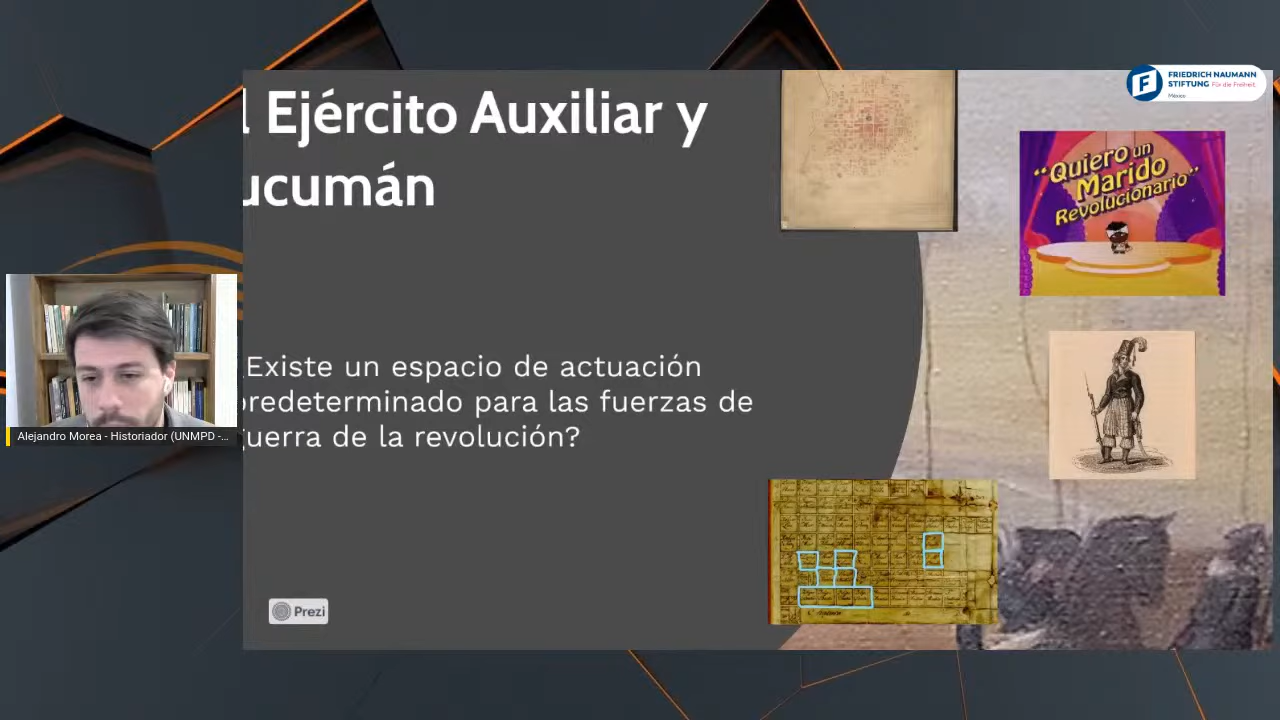 l Ejército Auxiliar y
ucumán
Existe un espacio de actuación
predeterminado para las fuerzas de
uerra de la revolución?
Prezi
"Quiero un
Marido
Revolucionario"
FRIEDRICH NAUMANN
STIFTUNG Für die Freiheit.
México
Alejandro Morea - Historiador (UNMPD -...